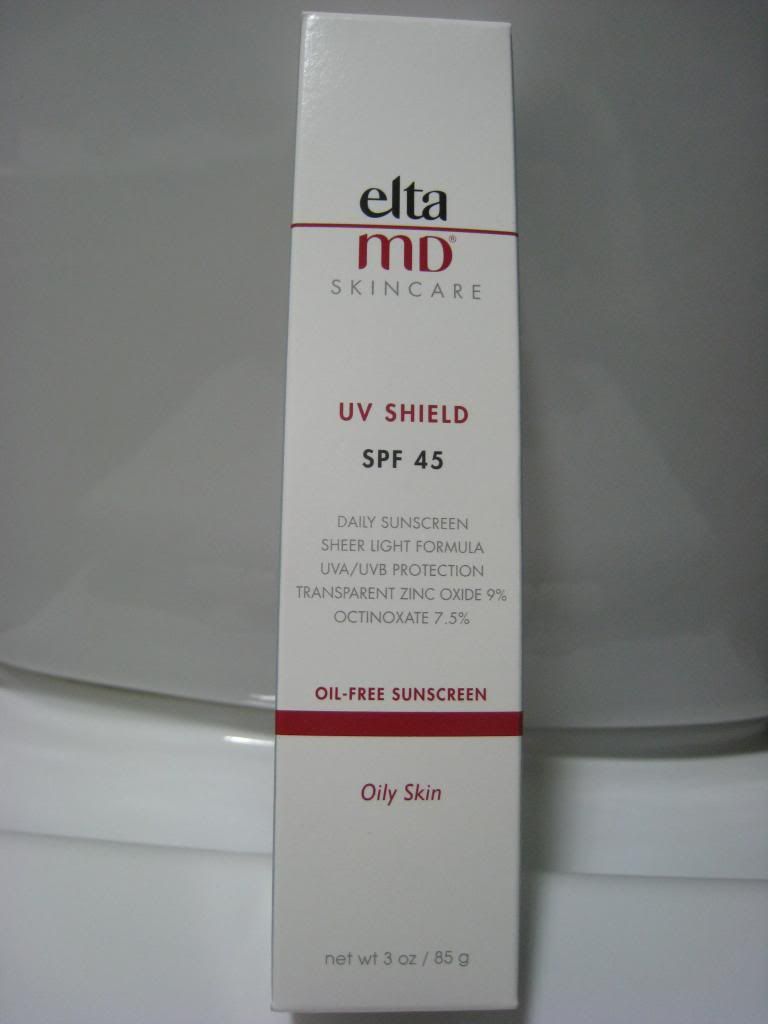 elta
MD®
SKINCARE
UV SHIELD
SPF 45
DAILY SUNSCREEN
SHEER LIGHT FORMULA
UVA/UVB PROTECTION
TRANSPARENT ZINC OXIDE 9%
OCTINOXATE 7.5%
OIL-FREE SUNSCREEN
Oily Skin
net wt 3 oz / 85 g